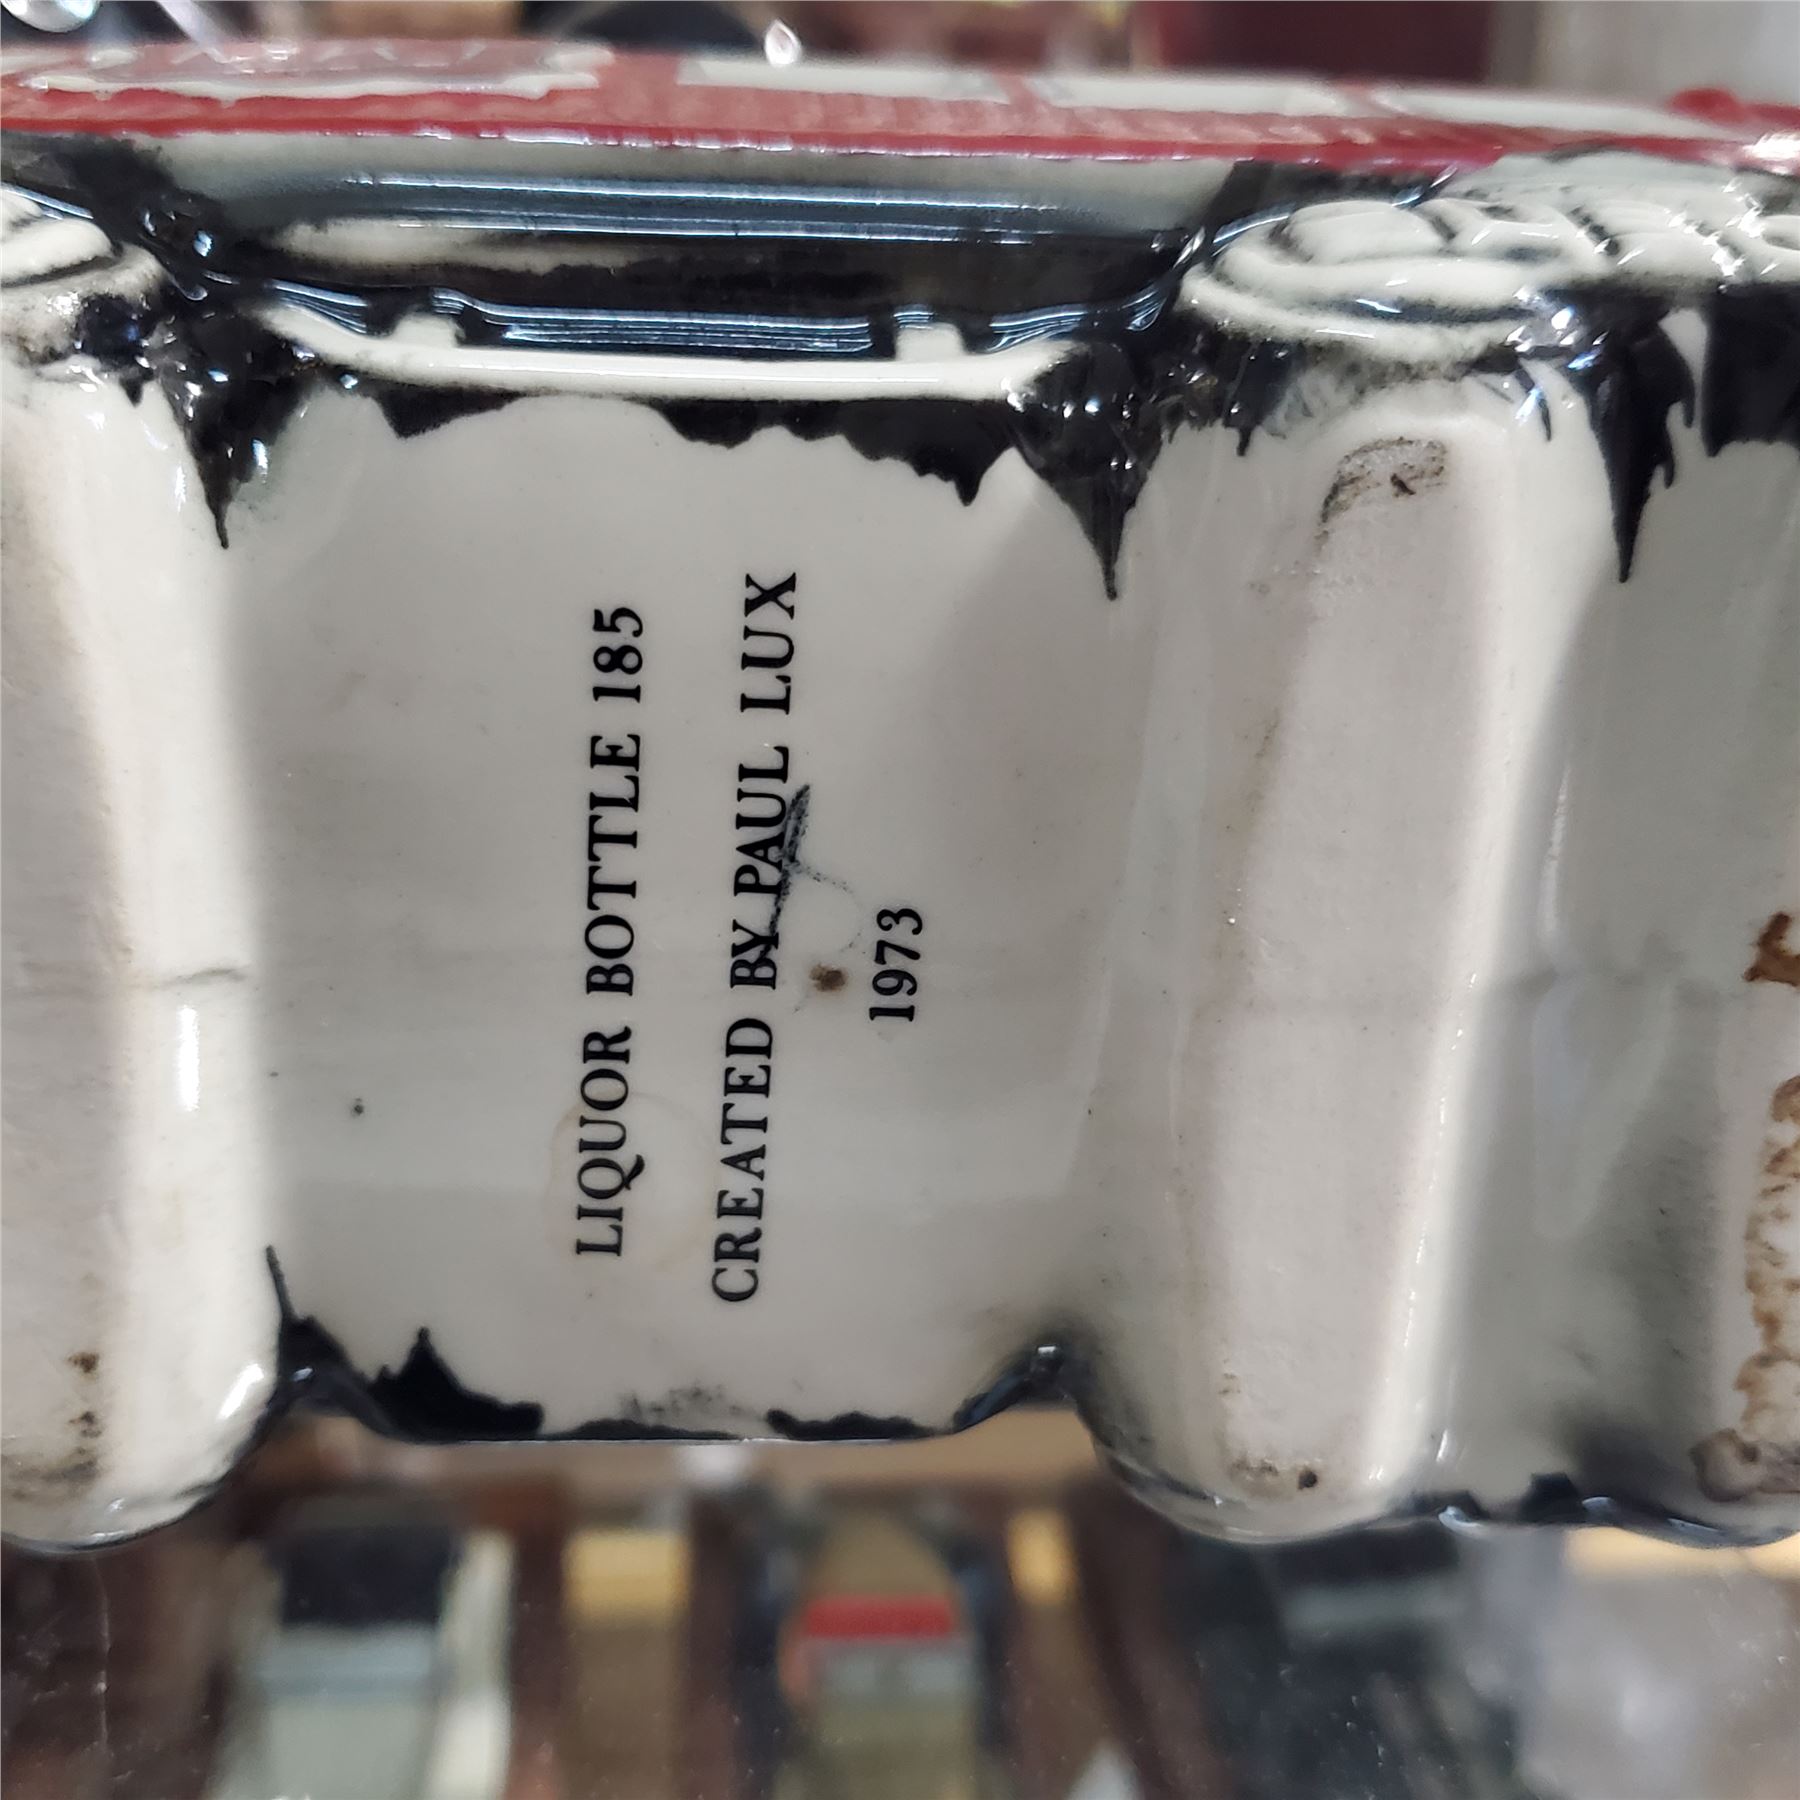 LIQUOR BOTTLE 185
CREATED BY PAUL LUX
1973